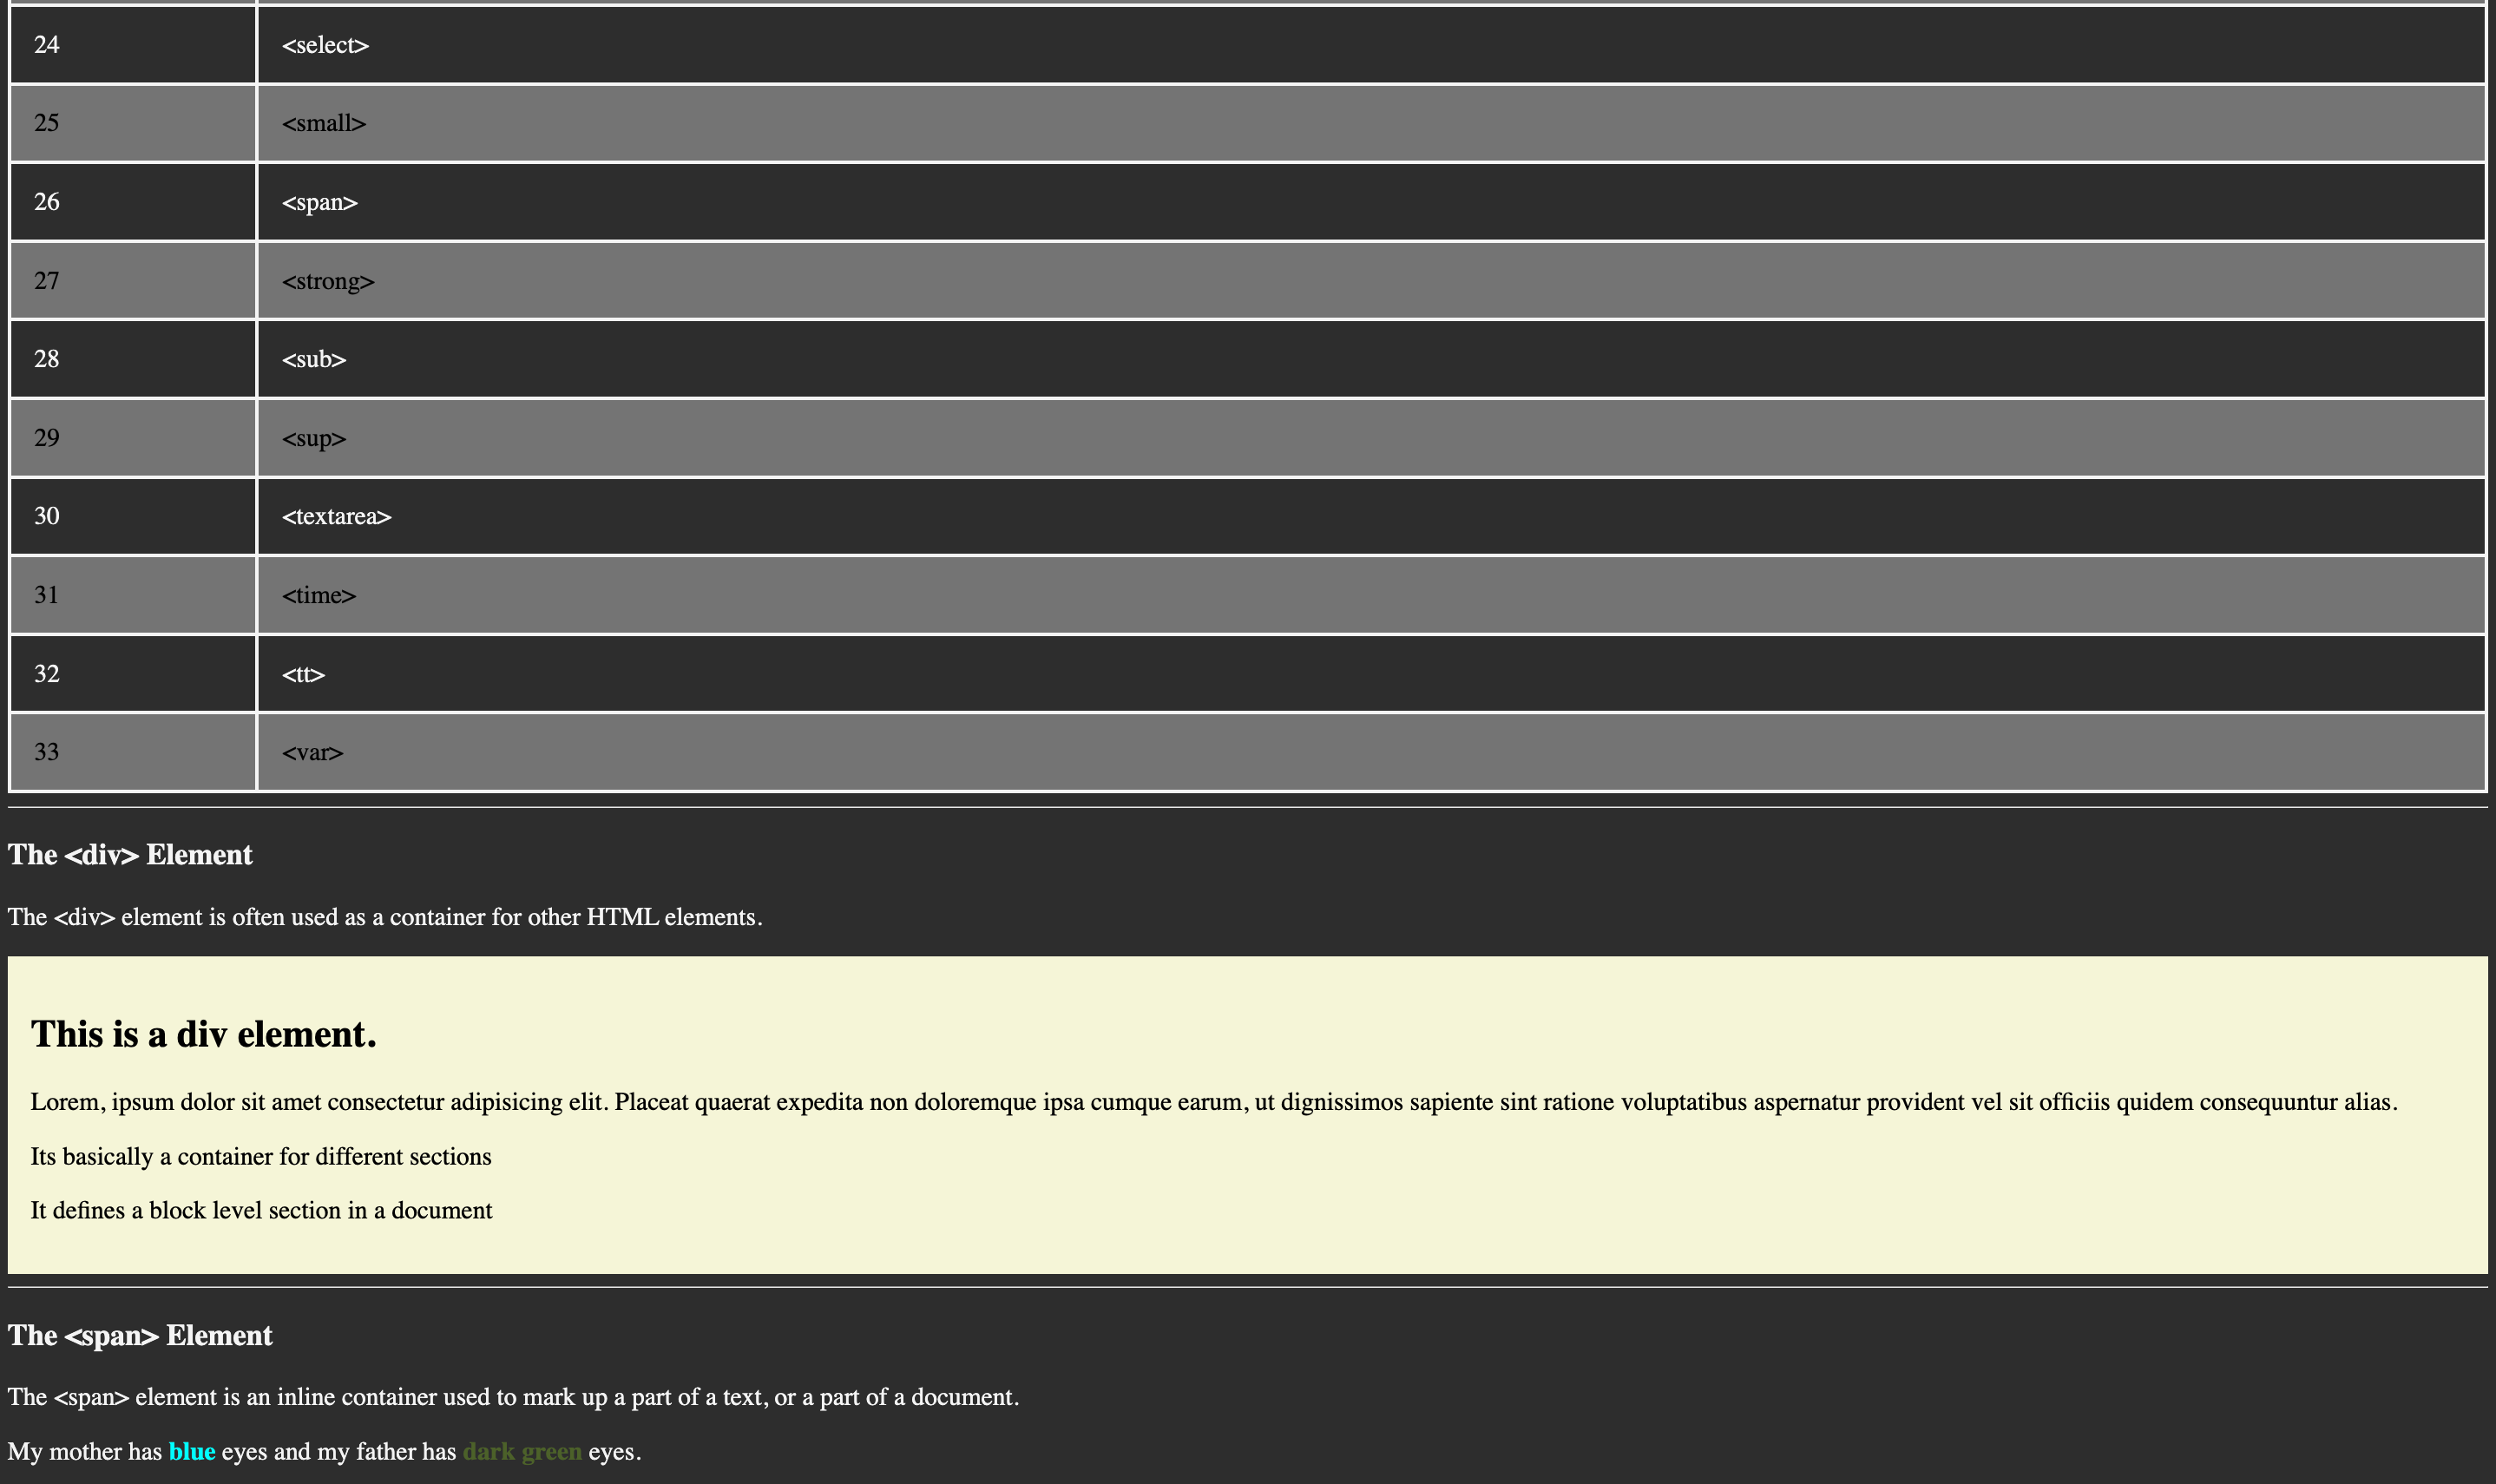 24 <select>
25 <small>
26 <span>
27 <strong>
28 <sub>
29 <sup>
30 <textarea>
31 <time>
32 <tt>
33 <var>
The <div> Element
The <div> element is often used as a container for other HTML elements.
This is a div element.
Lorem, ipsum dolor sit amet consectetur adipisicing elit. Placeat quaerat expedita non doloremque ipsa cumque earum, ut dignissimos sapiente sint ratione voluptatibus aspernatur provident vel sit officiis quidem consequuntur alias.
Its basically a container for different sections
It defines a block level section in a document
The <span> Element
The <span> element is an inline container used to mark up a part of a text, or a part of a document.
My mother has blue eyes and my father has dark green eyes.